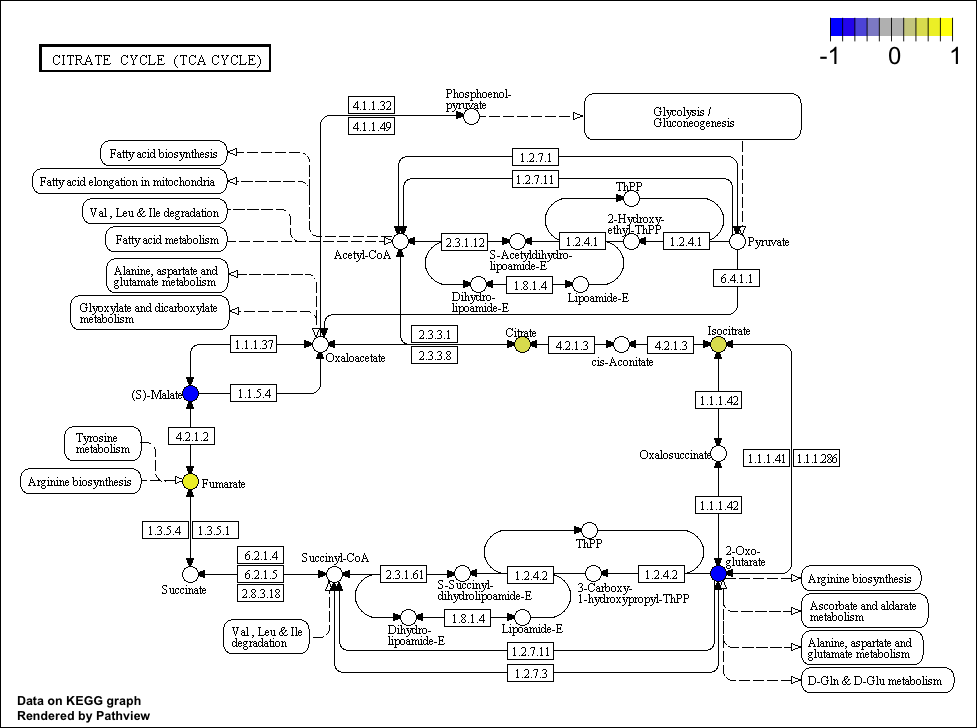 CITRATE CYCLE (TCA CYCLE)
-1 0 1
Phosphoenol-
pyruvate
4.1.1.32
4.1.1.49
Glycolysis /
Gluconeogenesis
Fatty acid biosynthesis
Fatty acid elongation in mitochondria
Val, Leu & Ile degradation
Fatty acid metabolism
Alanine, aspartate and
glutamate metabolism
Glyoxylate and dicarboxylate
metabolism
1.2.7.1
1.2.7.11
ThPP
2-Hydroxy-
ethyl-ThPP
Acetyl-CoA
2.3.1.12
S-Acetyldihydro-
lipoamide-E
1.2.4.1
1.2.4.1
Pyruvate
Dihydro-
lipoamide-E
1.8.1.4
Lipoamide-E
6.4.1.1
1.1.1.37
Oxaloacetate
2.3.3.1
2.3.3.8
Citrate
4.2.1.3
cis-Aconitate
4.2.1.3
Isocitrate
(S)-Malate
1.1.5.4
1.1.1.42
4.2.1.2
Tyrosine
metabolism
Arginine biosynthesis
Fumarate
Oxalosuccinate
1.1.1.41
1.1.1.286
1.1.1.42
1.3.5.4
1.3.5.1
Succinate
6.2.1.4
6.2.1.5
2.8.3.18
Succinyl-CoA
2.3.1.61
S-Succinyl-
dihydrolipoamide-E
1.2.4.2
ThPP
3-Carboxy-
1-hydroxypropyl-ThPP
1.2.4.2
2-Oxo-
glutarate
Dihydro-
lipoamide-E
1.8.1.4
Lipoamide-E
Val, Leu & Ile
degradation
1.2.7.11
1.2.7.3
Arginine biosynthesis
Ascorbate and aldarate
metabolism
Alanine, aspartate and
glutamate metabolism
D-Gln & D-Glu metabolism
Data on KEGG graph
Rendered by Pathview